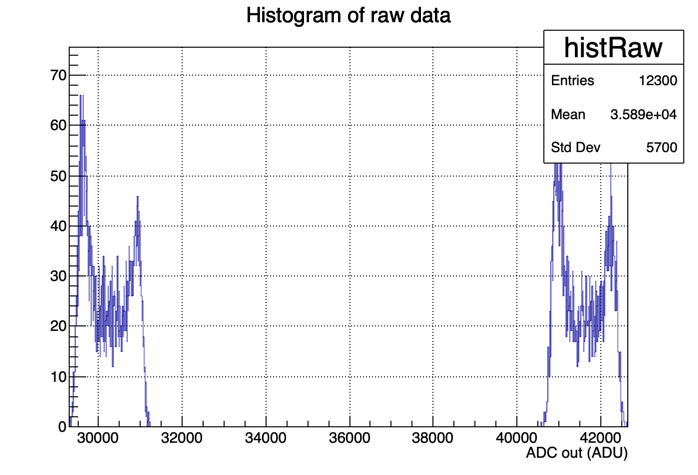 Histogram of raw data
histRaw
Entries 12300
Mean 3.589e+04
Std Dev 5700
70
60
50
40
30
20
10
0
30000 32000 34000 36000 38000 40000 42000
ADC out (ADU)